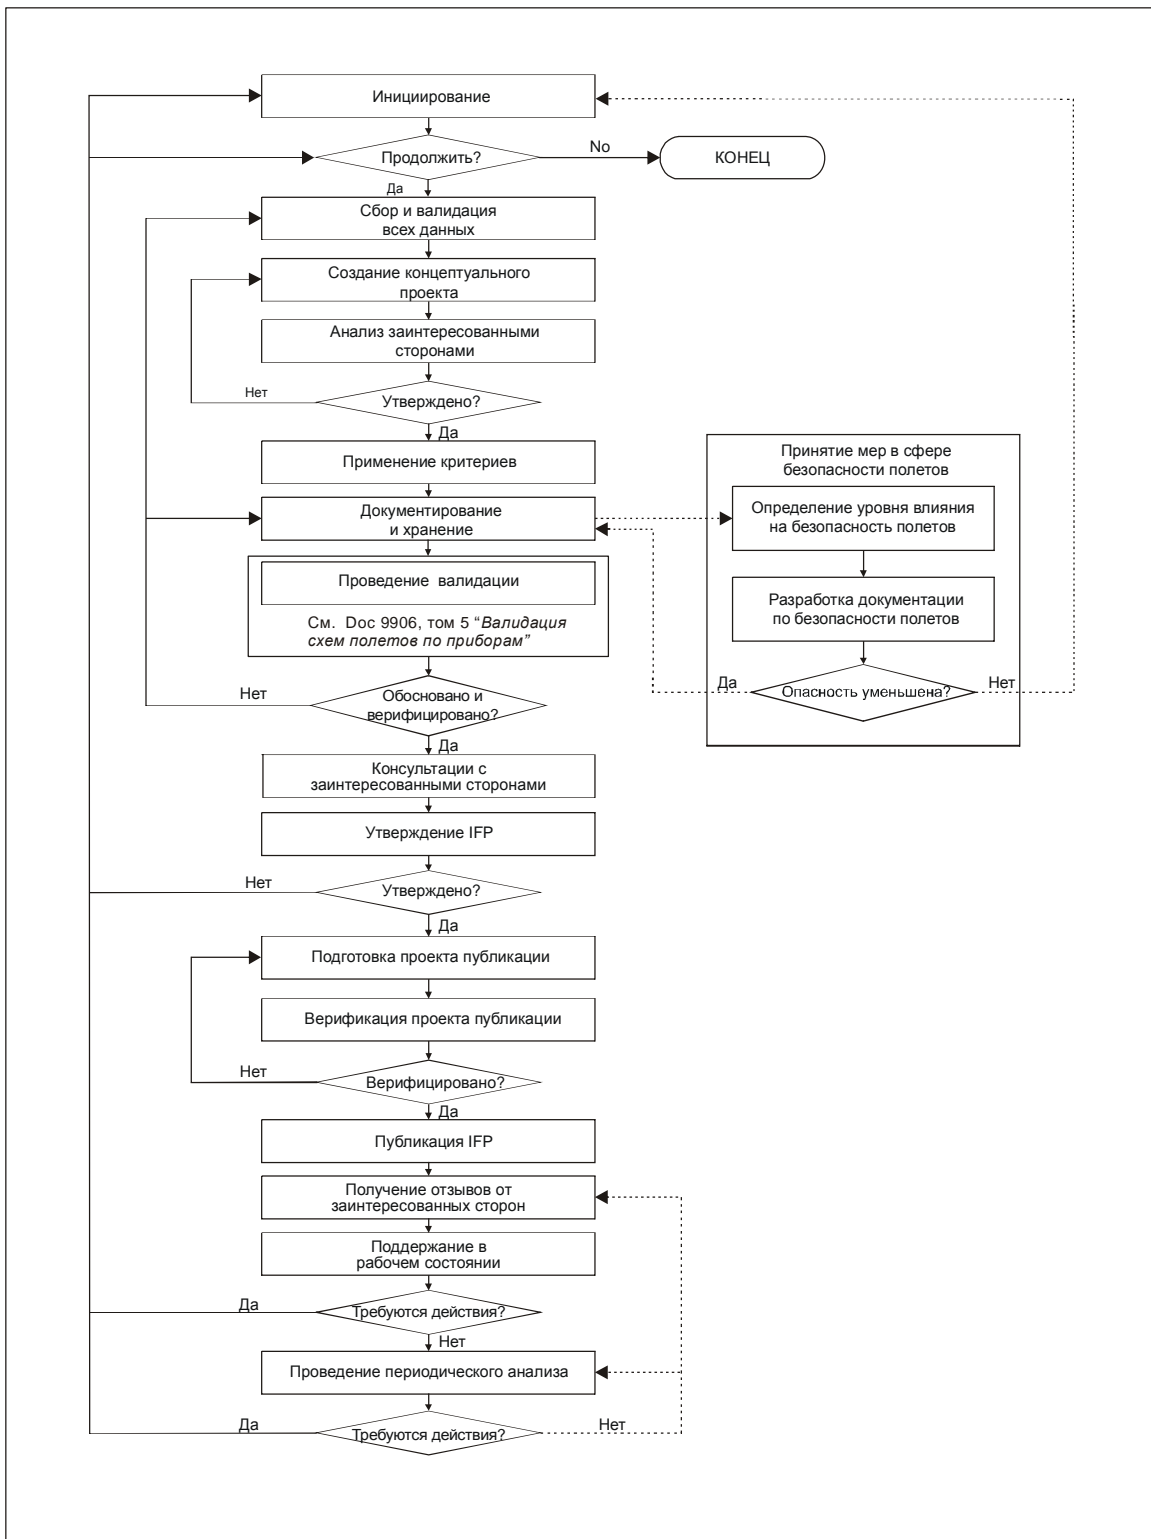 Инициирование
Продолжить?
No
КОНЕЦ
Да
Сбор и валидация
всех данных
Создание концептуального
проекта
Анализ заинтересованными
сторонами
Нет
Утверждено?
Да
Применение критериев
Документирование
и хранение
Принятие мер в сфере
безопасности полетов
Определение уровня влияния
на безопасность полетов
Разработка документации
по безопасности полетов
Да
Опасность уменьшена?
Нет
Проведение валидации
См. Doc 9906, том 5 “Валидация
схем полетов по приборам”
Нет
Обосновано и
верифицировано?
Да
Консультации с
заинтересованными сторонами
Утверждение IFP
Нет
Утверждено?
Да
Подготовка проекта публикации
Верификация проекта публикации
Нет
Верифицировано?
Да
Публикация IFP
Получение отзывов от
заинтересованных сторон
Поддержание в
рабочем состоянии
Да
Требуются действия?
Нет
Проведение периодического анализа
Да
Требуются действия?
Нет